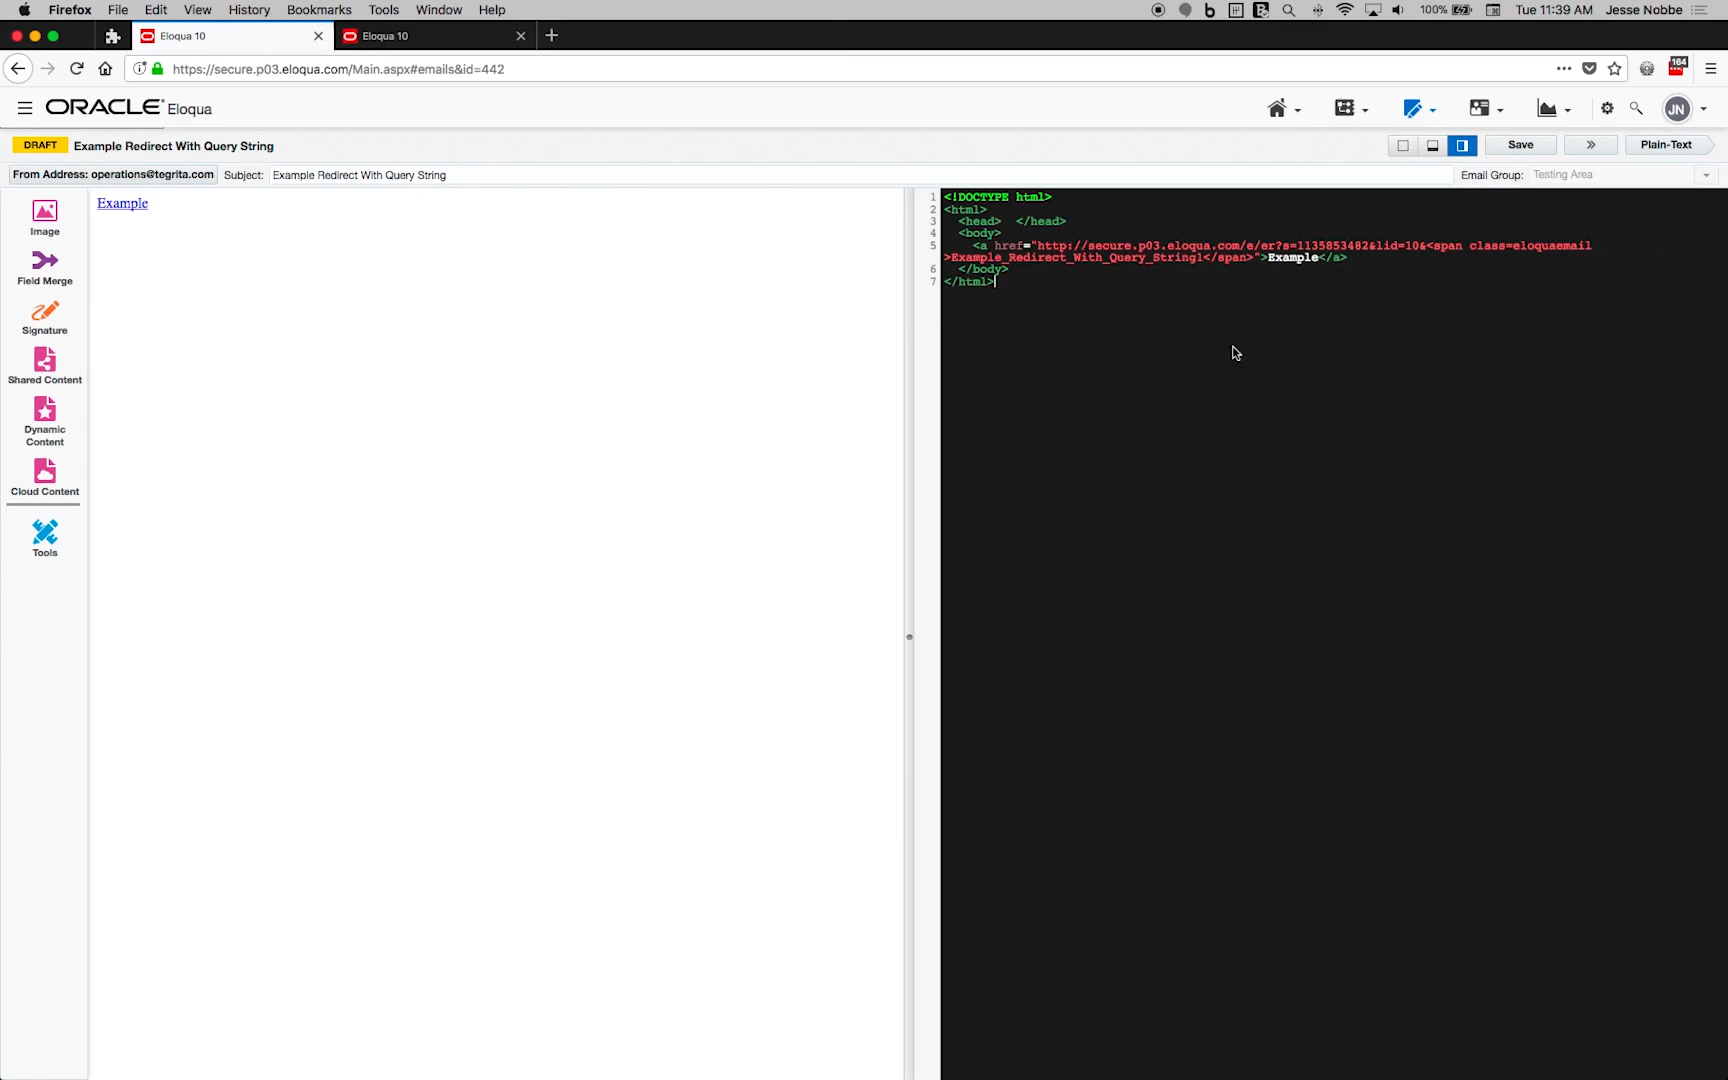 Firefox File Edit View History Bookmarks Tools Window Help 100% Tue 11:39 AM Jesse Nobbe
Eloqua 10 Eloqua 10
https://secure.p03.eloqua.com/Main.aspx#emails&id=442 164
ORACLE Eloqua JN
DRAFT Example Redirect With Query String Save » Plain-Text
From Address: operations@tegrita.com Subject: Example Redirect With Query String Email Group: Testing Area
Image
Field Merge
Signature
Shared Content
Dynamic
Content
Cloud Content
Tools
Example
1 <!DOCTYPE html>
2 <html>
3 <head> </head>
4 <body>
5 <a href="http://secure.p03.eloqua.com/e/er?s=1135853482&lid=10&<span class=eloquaemail
>Example_Redirect_With_Query_String1</span>">Example</a>
6 </body>
7 </html>